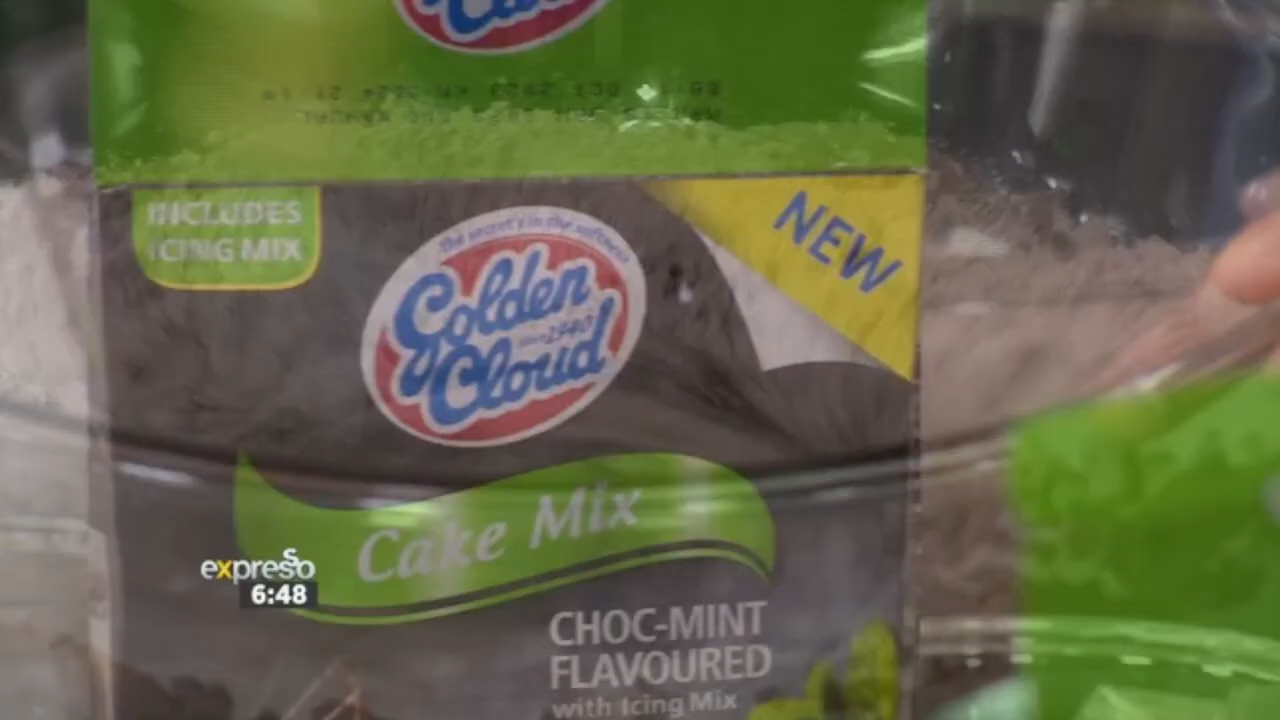 INCLUDES
ICING MIX
NEW
The secret's in the softness
Golden
Cloud
Cake Mix
expresso
6:48
CHOC-MINT
FLAVOURED
with Icing Mix